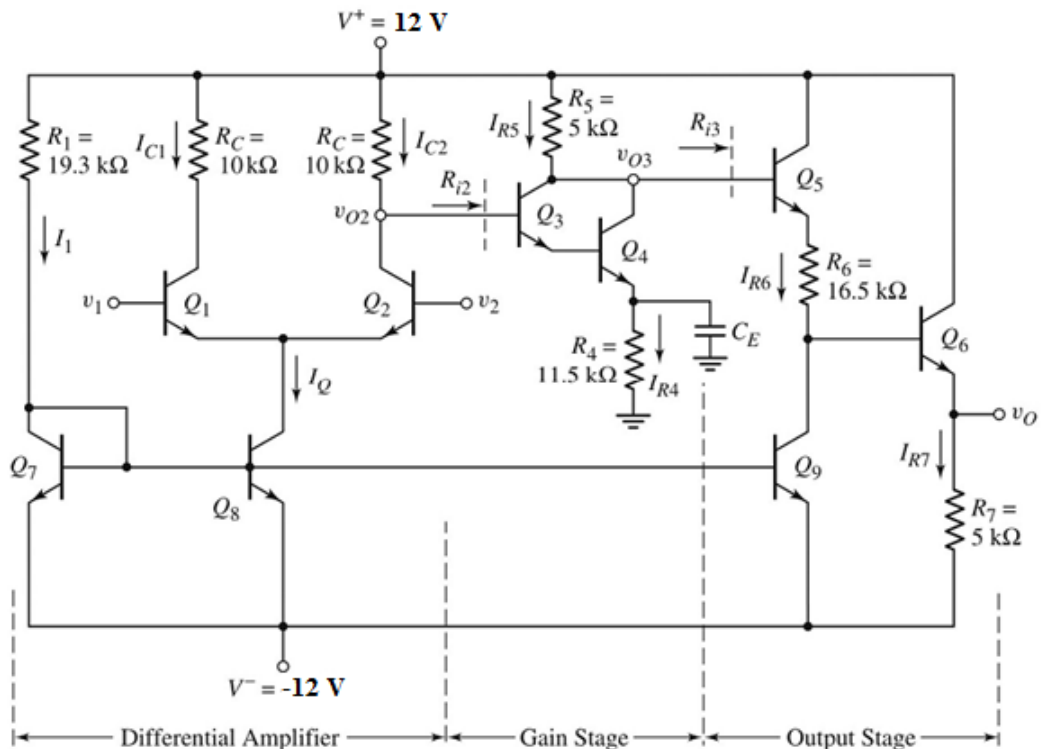 V⁺ = 12 V
R₁ =
19.3 kΩ
I_C1
R_C =
10 kΩ
R_C =
10 kΩ
I_C2
I_R5
R₅ =
5 kΩ
R_i2
R_i3
v_O3
v_O2
Q₃
Q₄
Q₅
I₁
v₁
Q₁
Q₂
v₂
I_R6
R₆ =
16.5 kΩ
I_Q
R₄ =
11.5 kΩ
I_R4
C_E
Q₆
v_O
Q₇
Q₈
Q₉
I_R7
R₇ =
5 kΩ
V⁻ = -12 V
Differential Amplifier
Gain Stage
Output Stage